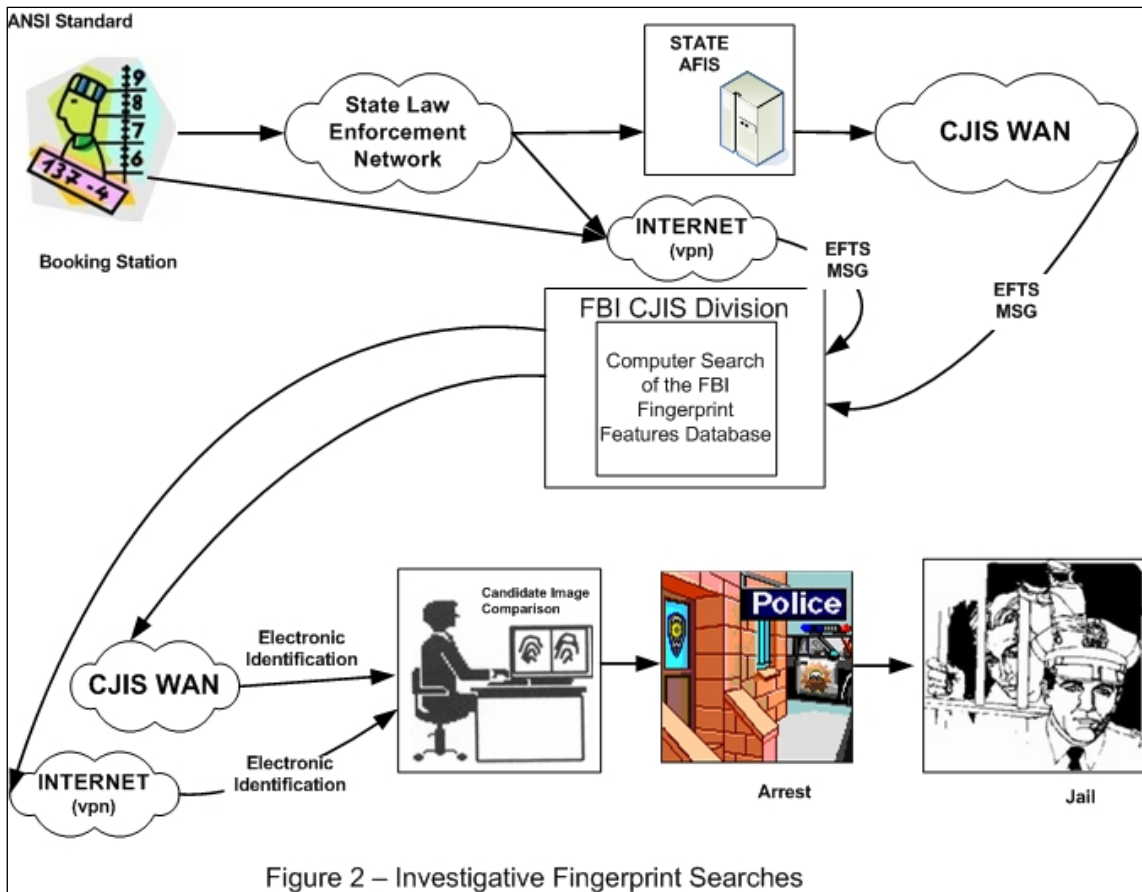 ANSI Standard
9
8
7
6
137-4
Booking Station
State Law
Enforcement
Network
STATE
AFIS
CJIS WAN
INTERNET
(vpn)
EFTS
MSG
EFTS
MSG
FBI CJIS Division
Computer Search
of the FBI
Fingerprint
Features Database
CJIS WAN
Electronic
Identification
INTERNET
(vpn)
Electronic
Identification
Candidate Image
Comparison
Police
Arrest
Jail
Figure 2 – Investigative Fingerprint Searches